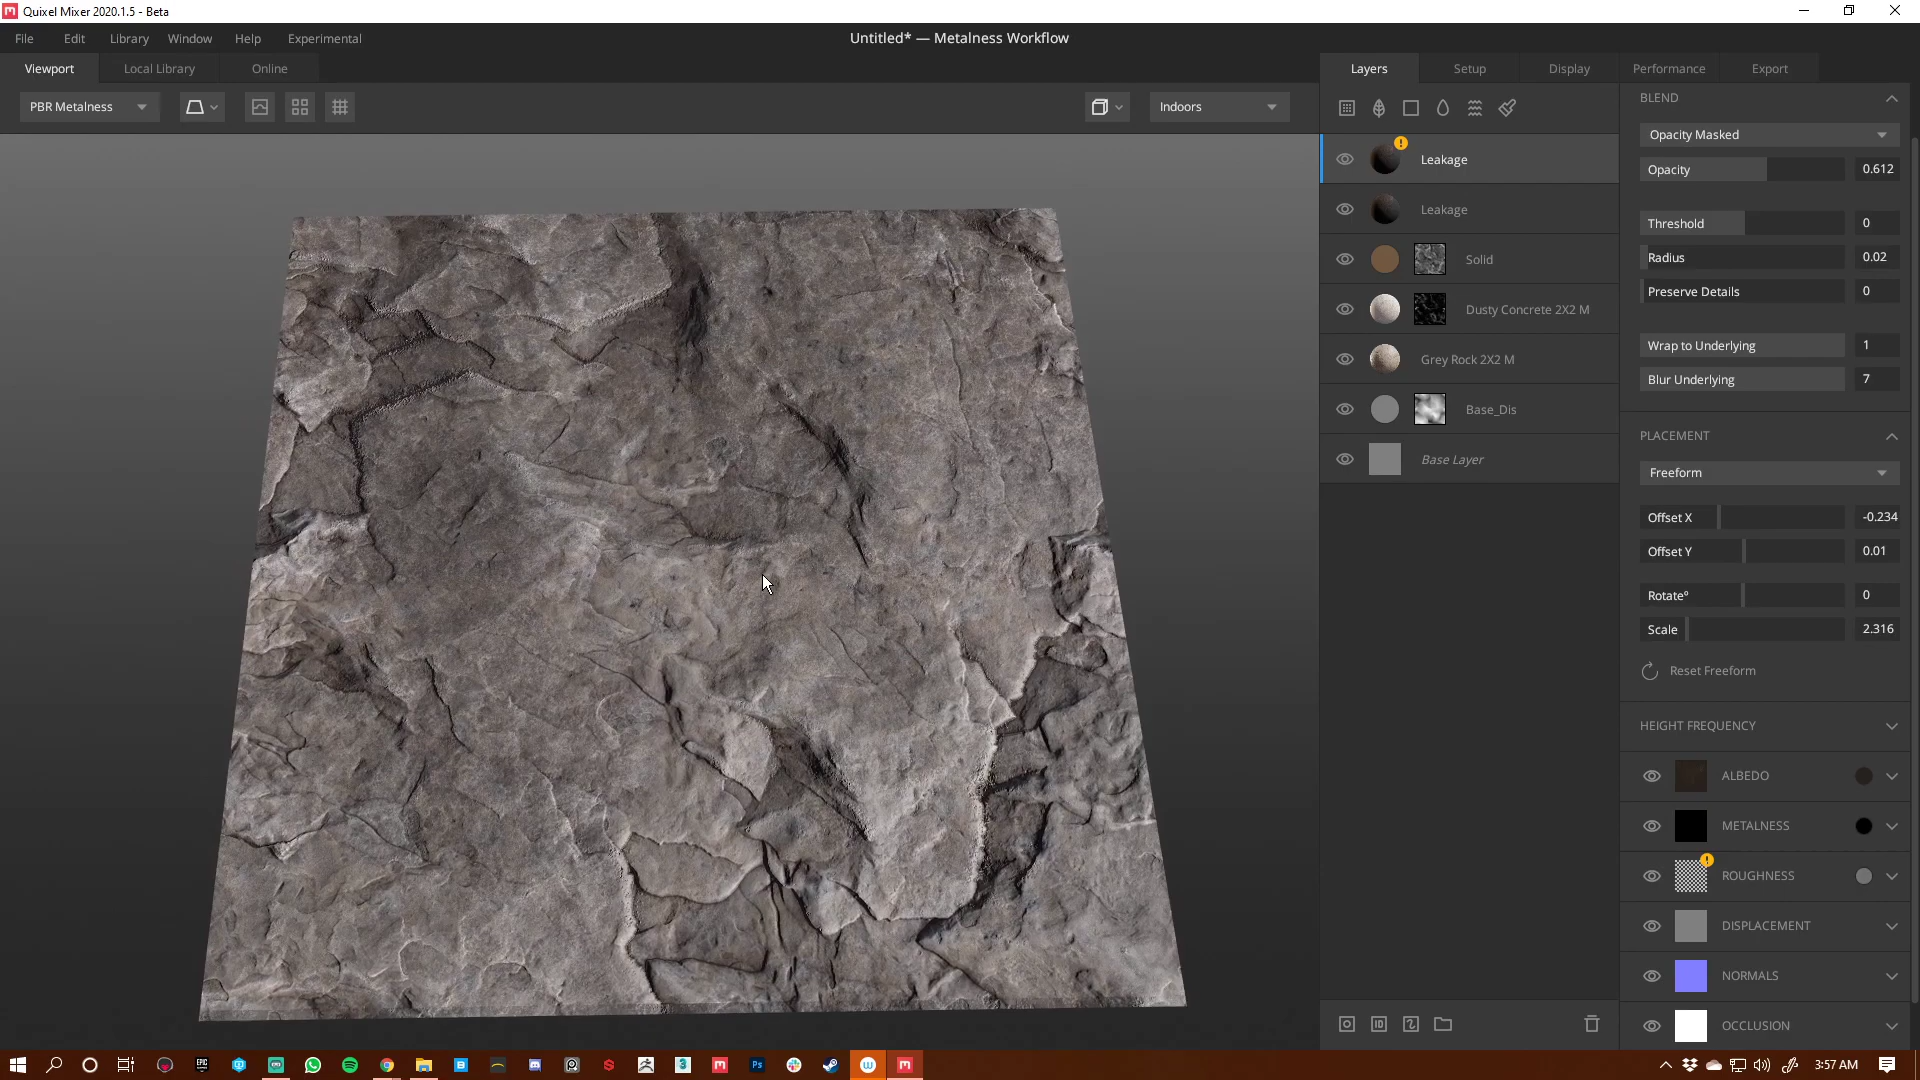 Quixel Mixer 2020.1.5 - Beta
File Edit Library Window Help Experimental
Untitled* — Metalness Workflow
Viewport Local Library Online
Layers Setup Display Performance Export
PBR Metalness
Indoors
Leakage
Leakage
Solid
Dusty Concrete 2X2 M
Grey Rock 2X2 M
Base_Dis
Base Layer
BLEND
Opacity Masked
Opacity 0.612
Threshold 0
Radius 0.02
Preserve Details 0
Wrap to Underlying 1
Blur Underlying 7
PLACEMENT
Freeform
Offset X -0.234
Offset Y 0.01
Rotateº 0
Scale 2.316
Reset Freeform
HEIGHT FREQUENCY
ALBEDO
METALNESS
ROUGHNESS
DISPLACEMENT
NORMALS
OCCLUSION
3:57 AM